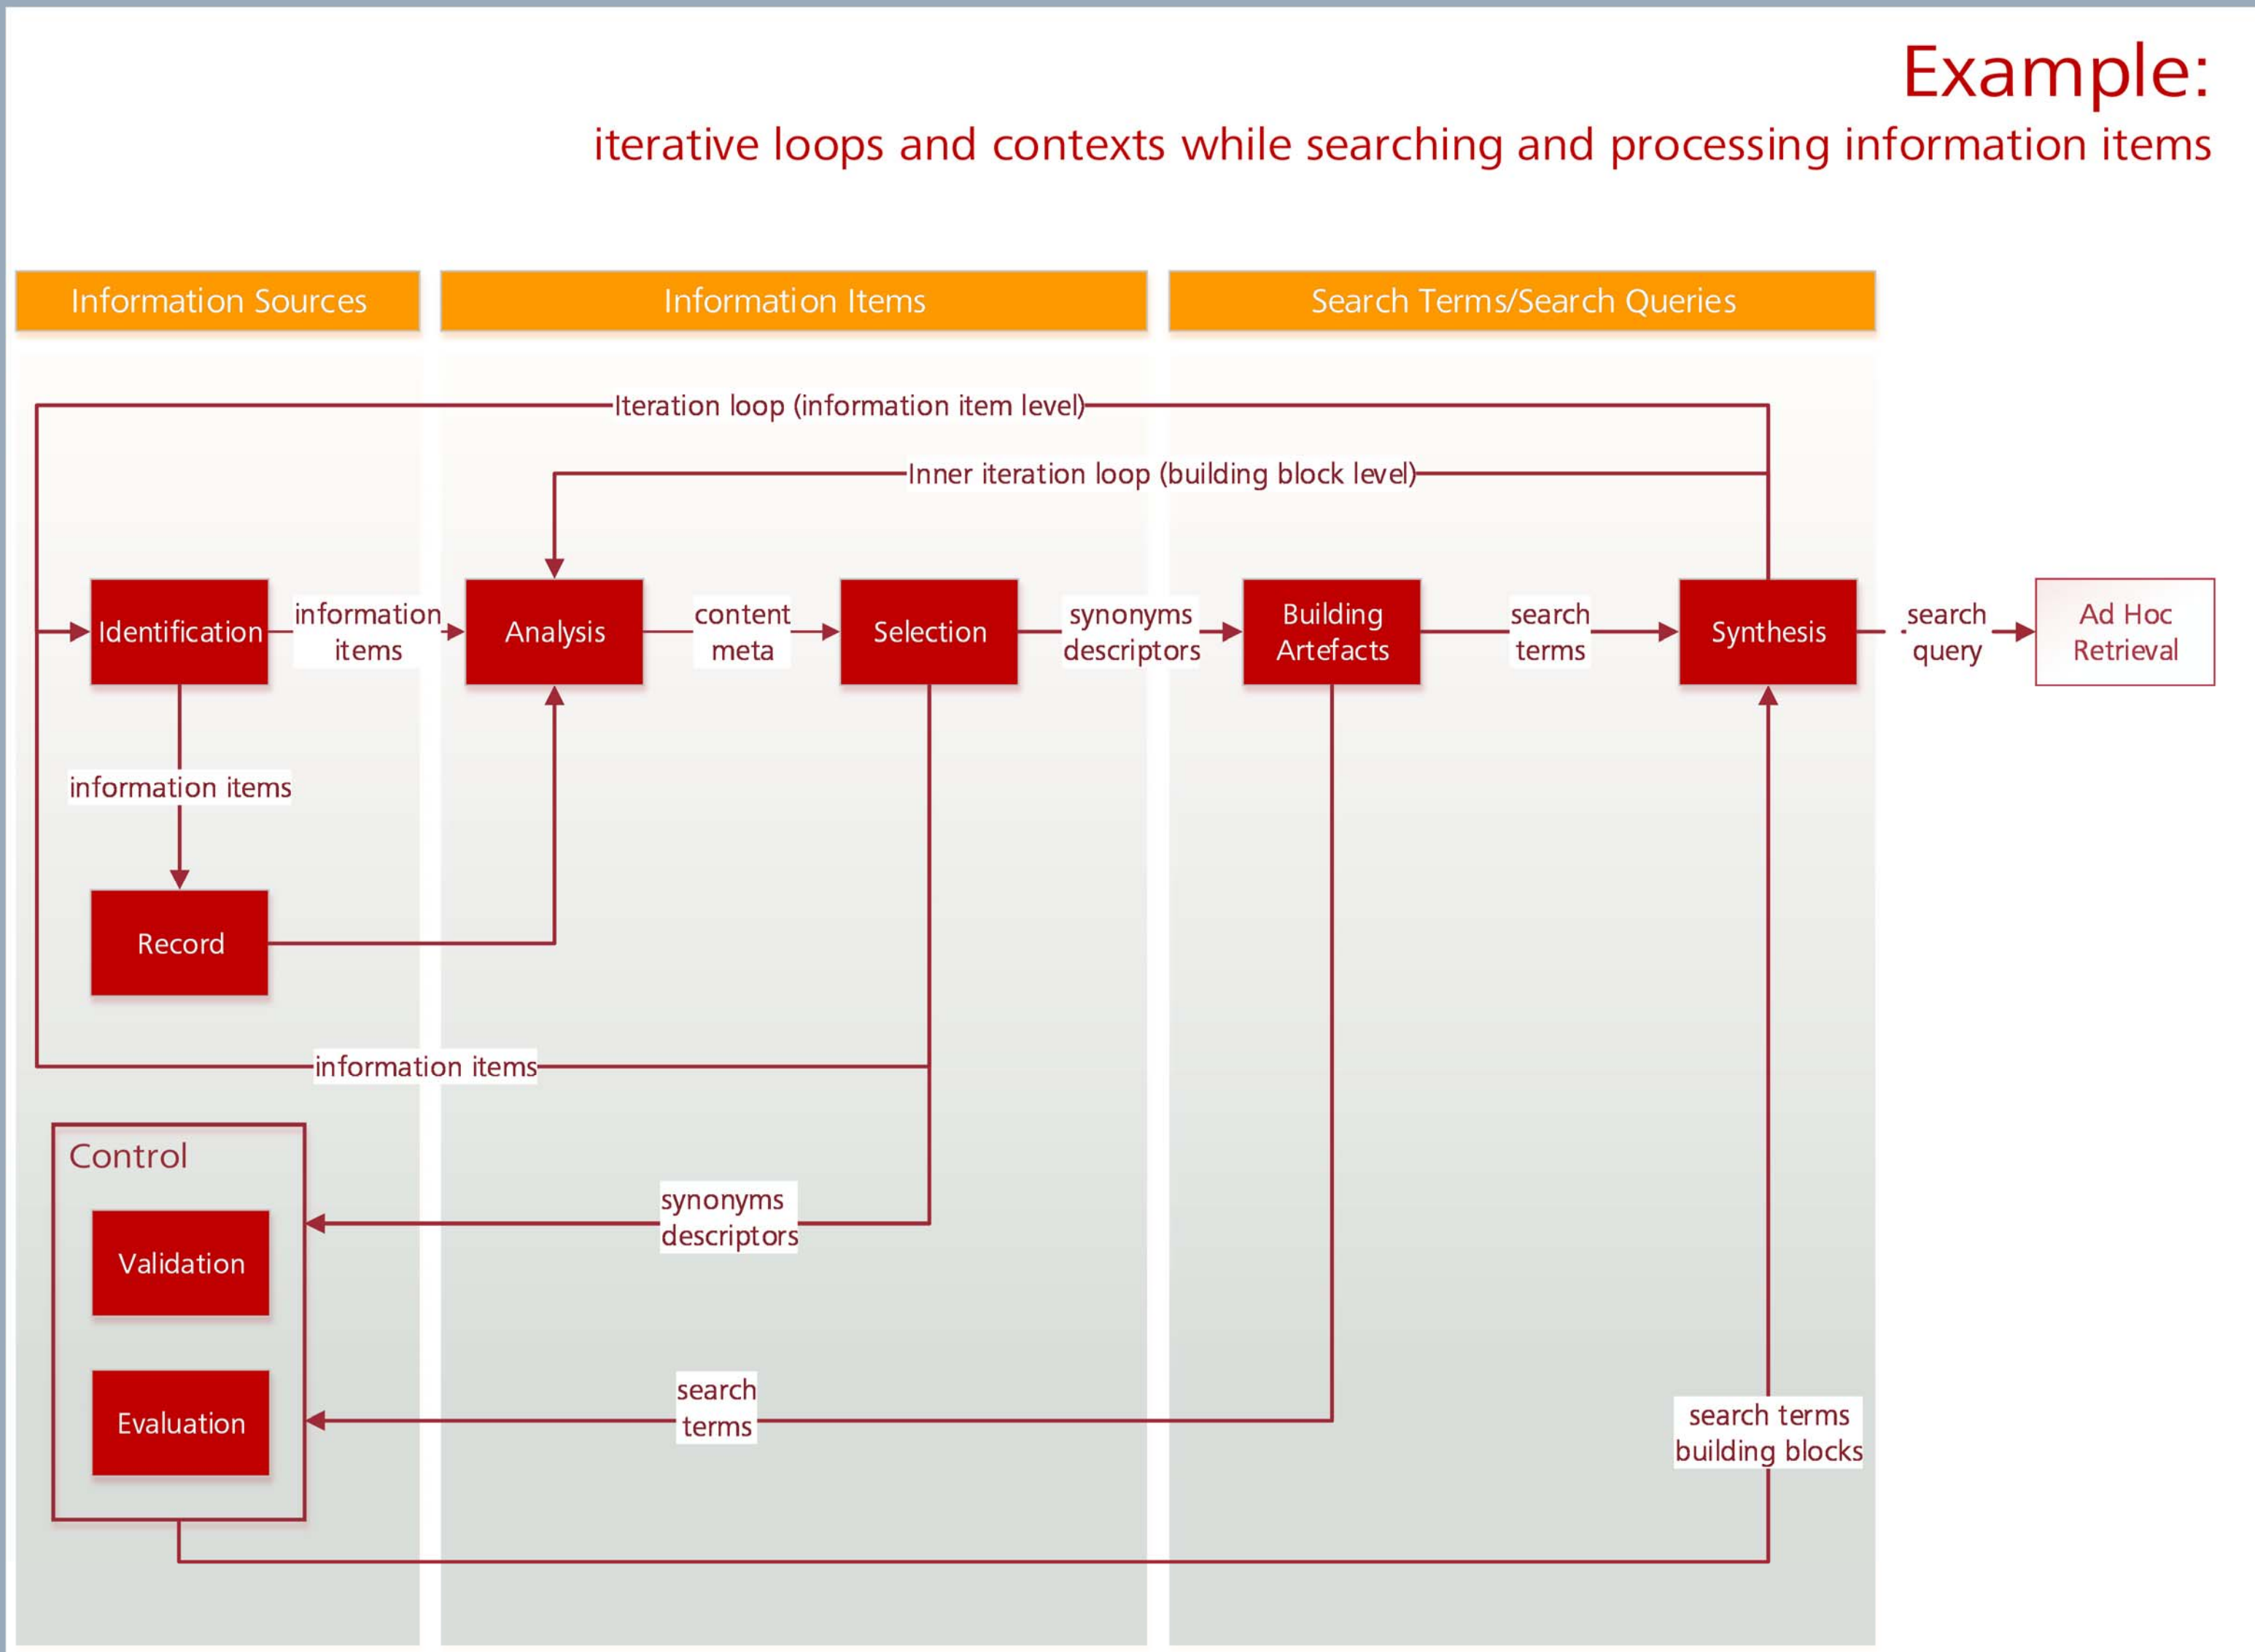 Example:
iterative loops and contexts while searching and processing information items
Information Sources
Information Items
Search Terms/Search Queries
Iteration loop (information item level)
Inner iteration loop (building block level)
Identification
information
items
Analysis
content
meta
Selection
synonyms
descriptors
Building
Artefacts
search
terms
Synthesis
search
query
Ad Hoc
Retrieval
information items
Record
information items
Control
synonyms
descriptors
Validation
search
terms
Evaluation
search terms
building blocks